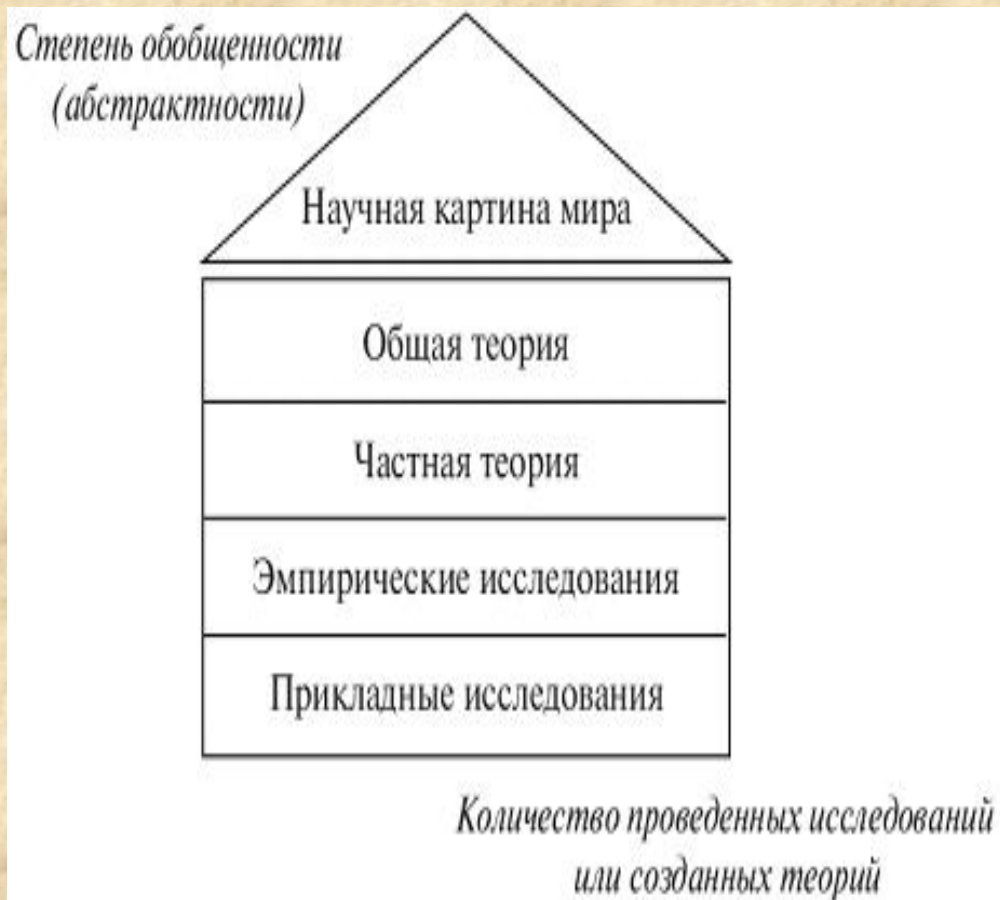 Степень обобщенности
(абстрактности)
Научная картина мира
Общая теория
Частная теория
Эмпирические исследования
Прикладные исследования
Количество проведенных исследований
или созданных теорий